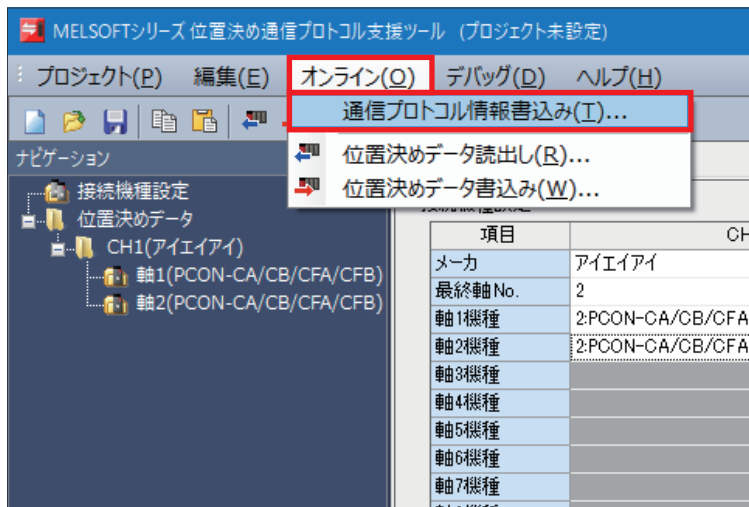 MELSOFTシリーズ 位置決め通信プロトコル支援ツール (プロジェクト未設定)
プロジェクト(P) 編集(E) オンライン(O) デバッグ(D) ヘルプ(H)
通信プロトコル情報書込み(T)...
位置決めデータ読出し(R)...
位置決めデータ書込み(W)...
ナビゲーション
接続機種設定
位置決めデータ
CH1(アイエイアイ)
軸1(PCON-CA/CB/CFA/CFB)
軸2(PCON-CA/CB/CFA/CFB)
項目 CH
メーカ アイエイアイ
最終軸No. 2
軸1機種 2:PCON-CA/CB/CFA
軸2機種 2:PCON-CA/CB/CFA
軸3機種
軸4機種
軸5機種
軸6機種
軸7機種